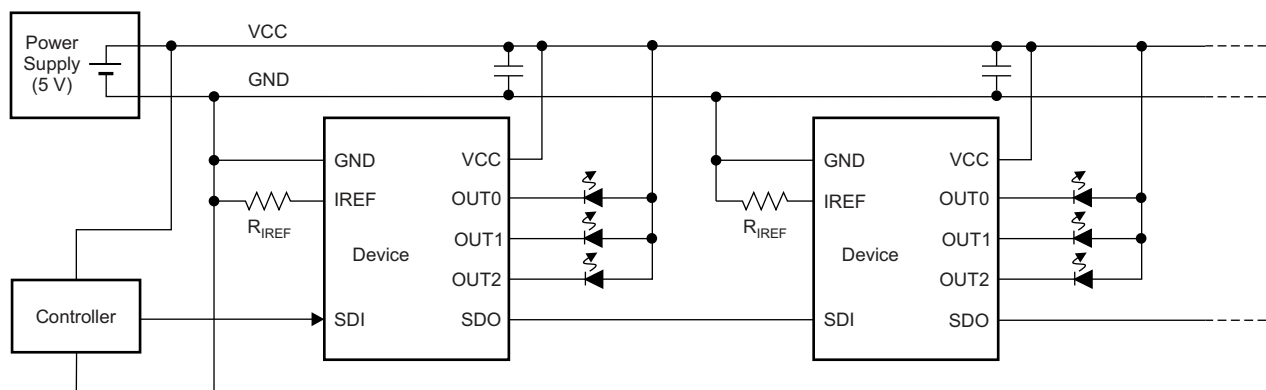 Power
Supply
(5 V)
VCC
GND
GND
VCC
IREF
OUT0
R_IREF
Device
OUT1
OUT2
SDI
SDO
GND
VCC
IREF
OUT0
R_IREF
Device
OUT1
OUT2
SDI
SDO
Controller